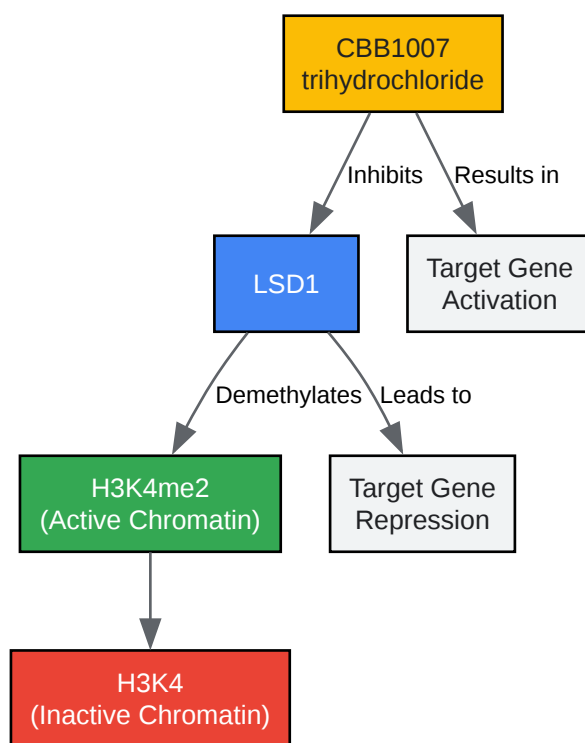 CBB1007
trihydrochloride
Inhibits
Results in
LSD1
Target Gene
Activation
Demethylates
Leads to
H3K4me2
(Active Chromatin)
Target Gene
Repression
H3K4
(Inactive Chromatin)